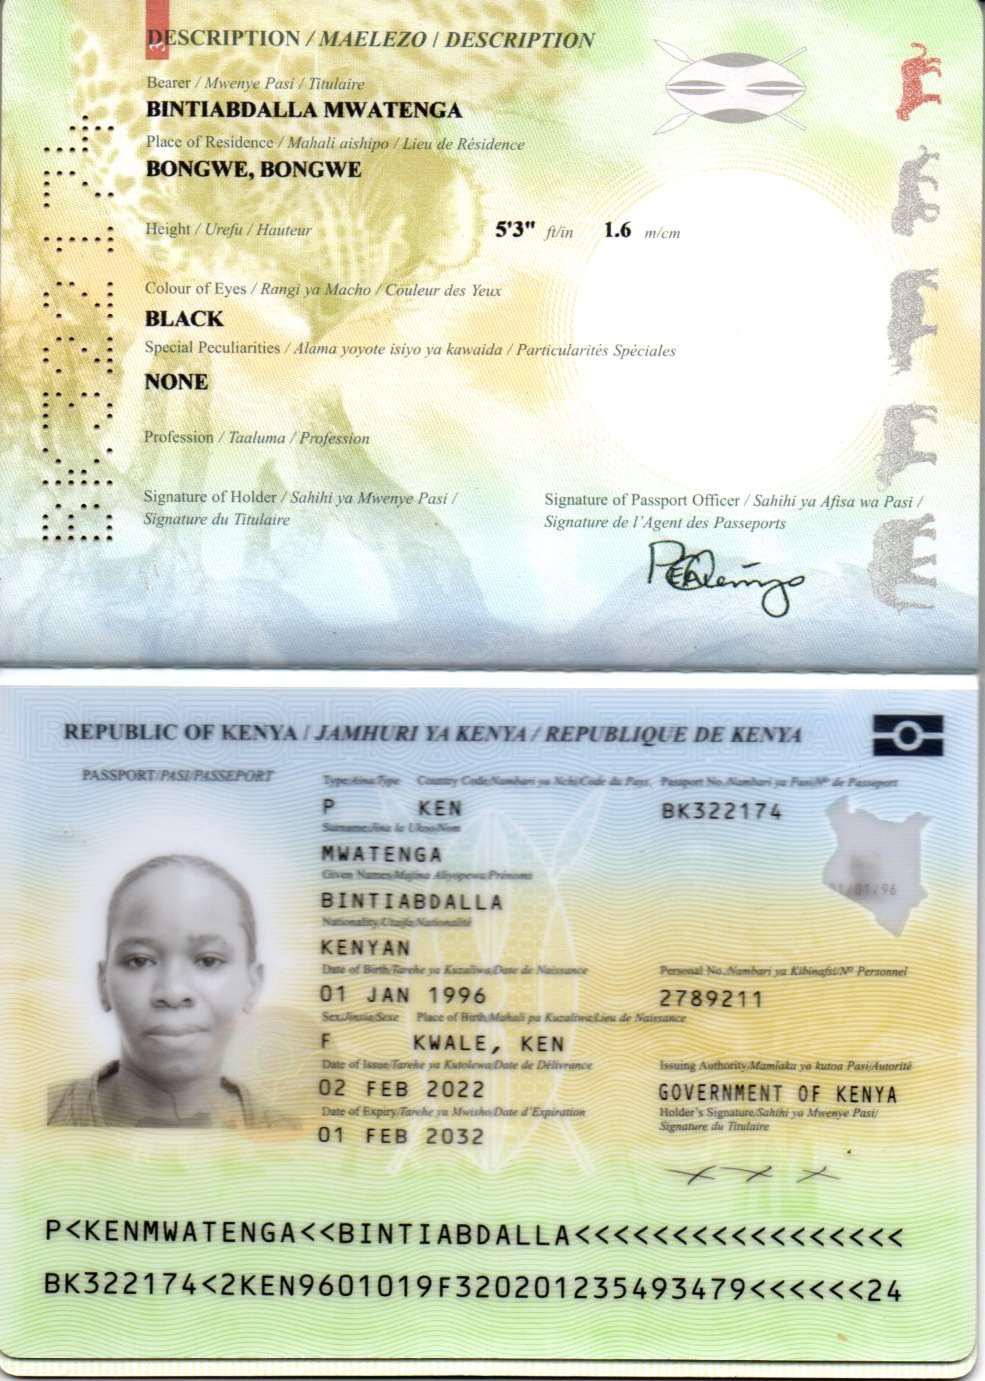 3
DESCRIPTION / MAELEZO / DESCRIPTION
Bearer / Mwenye Pasi / Titulaire
BINTIABDALLA MWATENGA
Place of Residence / Mahali aishipo / Lieu de Résidence
BONGWE, BONGWE
Height / Urefu / Hauteur 5'3" ft/in 1.6 m/cm
Colour of Eyes / Rangi ya Macho / Couleur des Yeux
BLACK
Special Peculiarities / Alama yoyote isiyo ya kawaida / Particularités Spéciales
NONE
Profession / Taaluma / Profession
Signature of Holder / Sahihi ya Mwenye Pasi /
Signature du Titulaire
Signature of Passport Officer / Sahihi ya Afisa wa Pasi /
Signature de l'Agent des Passeports
BK322174
REPUBLIC OF KENYA / JAMHURI YA KENYA / REPUBLIQUE DE KENYA
PASSPORT/PASI/PASSEPORT
Type/Aina/Type Country Code/Nambari ya Nchi/Code du Pays. Passport No./Nambari ya Pasi/Nº de Passeport
P KEN BK322174
Surname/Jina la Ukoo/Nom
MWATENGA
Given Names/Majina Aliyopewa/Prénoms
BINTIABDALLA
01/01/96
Nationality/Utaifa/Nationalité
KENYAN
Date of Birth/Tarehe ya Kuzaliwa/Date de Naissance Personal No./Nambari ya Kibinafsi/Nº Personnel
01 JAN 1996 2789211
Sex/Jinsia/Sexe Place of Birth/Mahali pa Kuzaliwa/Lieu de Naissance
F KWALE, KEN
Date of Issue/Tarehe ya Kutolewa/Date de Délivrance Issuing Authority/Mamlaka ya kutoa Pasi/Autorité
02 FEB 2022 GOVERNMENT OF KENYA
Date of Expiry/Tarehe ya Mwisho/Date d'Expiration Holder's Signature/Sahihi ya Mwenye Pasi/
Signature du Titulaire
01 FEB 2032
x x x
P<KENMWATENGA<<BINTIABDALLA<<<<<<<<<<<<<<<<<
BK322174<2KEN9601019F320201235493479<<<<<<24